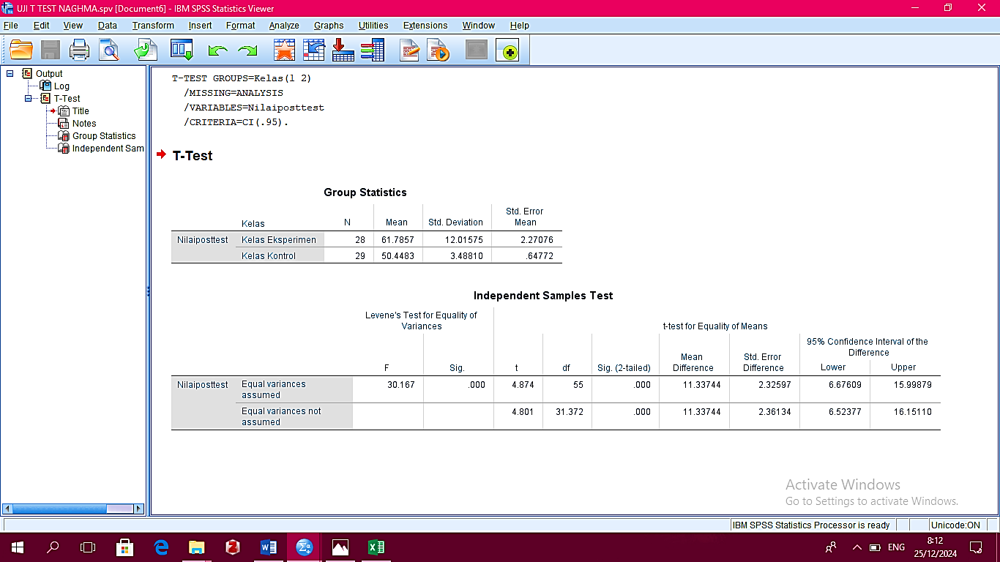 UJI T TEST NAGHMA.spv [Document6] - IBM SPSS Statistics Viewer
File Edit View Data Transform Insert Format Analyze Graphs Utilities Extensions Window Help
Output
Log
T-Test
Title
Notes
Group Statistics
Independent Sam
T-TEST GROUPS=Kelas(1 2)
/MISSING=ANALYSIS
/VARIABLES=Nilaiposttest
/CRITERIA=CI(.95).
T-Test
Group Statistics
Kelas N Mean Std. Deviation Std. Error Mean
Nilaiposttest Kelas Eksperimen 28 61.7857 12.01575 2.27076
Kelas Kontrol 29 50.4483 3.48810 .64772
Independent Samples Test
Levene's Test for Equality of Variances
t-test for Equality of Means
95% Confidence Interval of the Difference
F Sig. t df Sig. (2-tailed) Mean Difference Std. Error Difference Lower Upper
Nilaiposttest Equal variances assumed 30.167 .000 4.874 55 .000 11.33744 2.32597 6.67609 15.99879
Equal variances not assumed 4.801 31.372 .000 11.33744 2.36134 6.52377 16.15110
Activate Windows
Go to Settings to activate Windows.
IBM SPSS Statistics Processor is ready Unicode:ON
ENG
8:12
25/12/2024